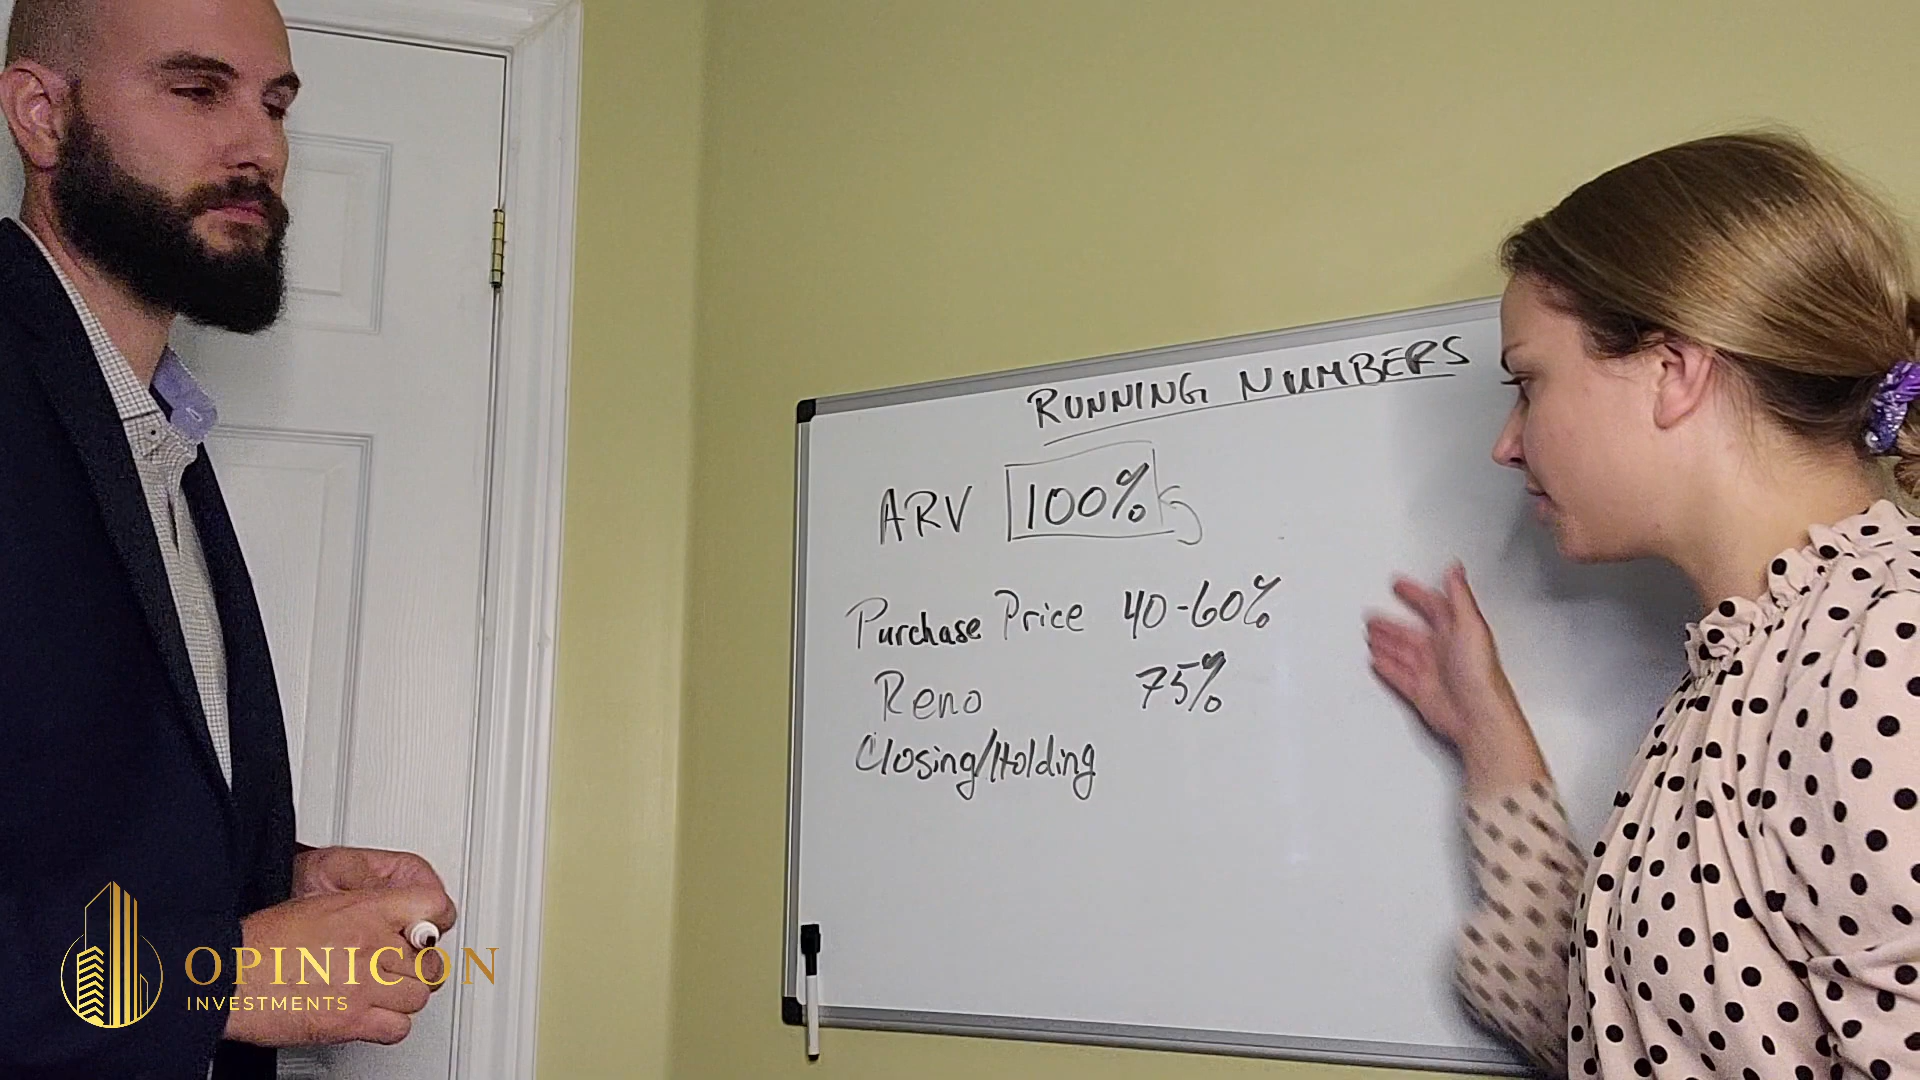 RUNNING NUMBERS
ARV 100%
Purchase Price 40-60%
Reno 75%
Closing/Holding
OPINICON
INVESTMENTS